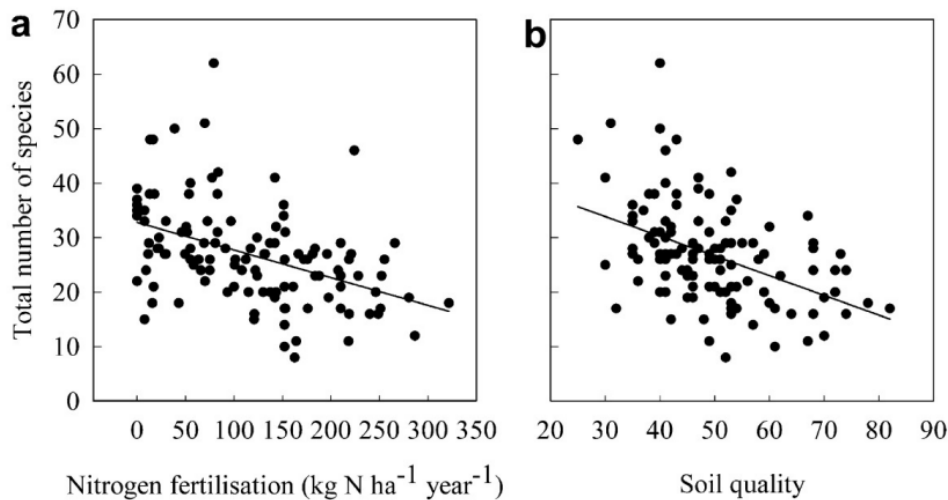 a
b
Total number of species
70
60
50
40
30
20
10
0
0 50 100 150 200 250 300 350
20 30 40 50 60 70 80 90
Nitrogen fertilisation (kg N ha⁻¹ year⁻¹)
Soil quality